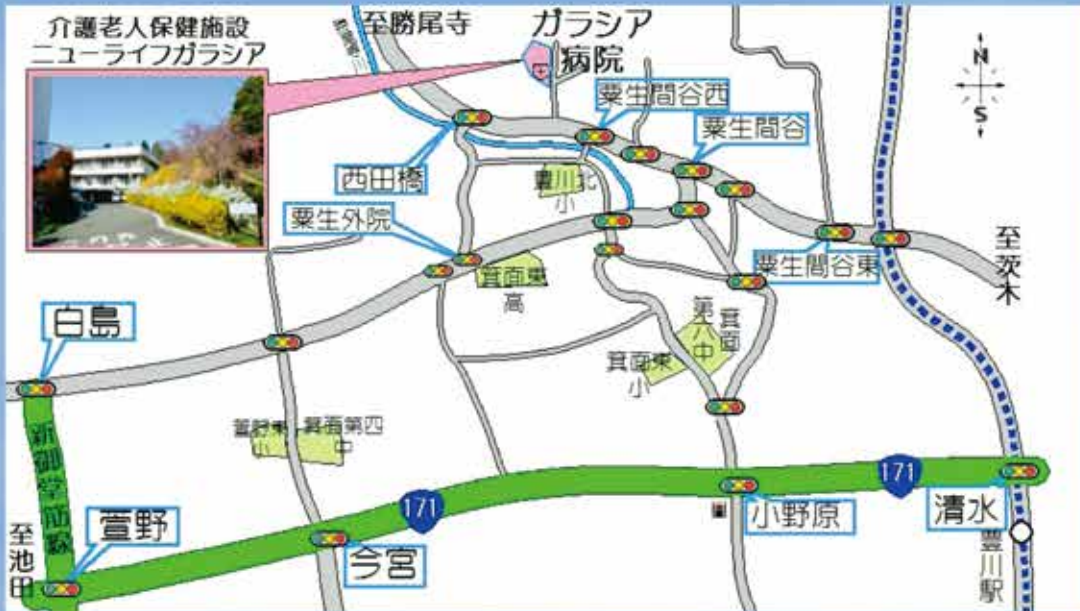 介護老人保健施設
ニューライフガラシア
至勝尾寺
ガラシア
病院
N
S
粟生間谷西
粟生間谷
西田橋
豊川北
小
粟生外院
粟生間谷東
至茨木
箕面東
高
白島
箕面
第六中
箕面東
小
萱野東
小
箕面第四
中
新御堂筋線
171
171
萱野
今宮
小野原
清水
至池田
豊川駅